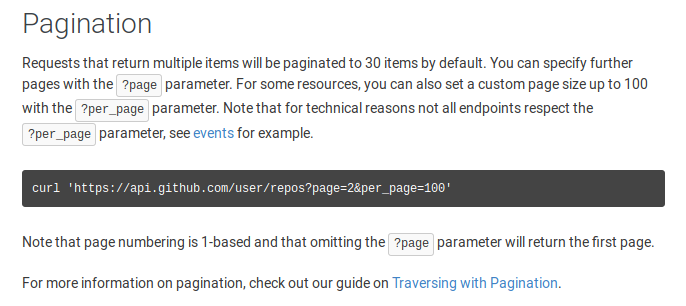 Pagination
Requests that return multiple items will be paginated to 30 items by default. You can specify further
pages with the ?page parameter. For some resources, you can also set a custom page size up to 100
with the ?per_page parameter. Note that for technical reasons not all endpoints respect the
?per_page parameter, see events for example.
curl 'https://api.github.com/user/repos?page=2&per_page=100'
Note that page numbering is 1-based and that omitting the ?page parameter will return the first page.
For more information on pagination, check out our guide on Traversing with Pagination.